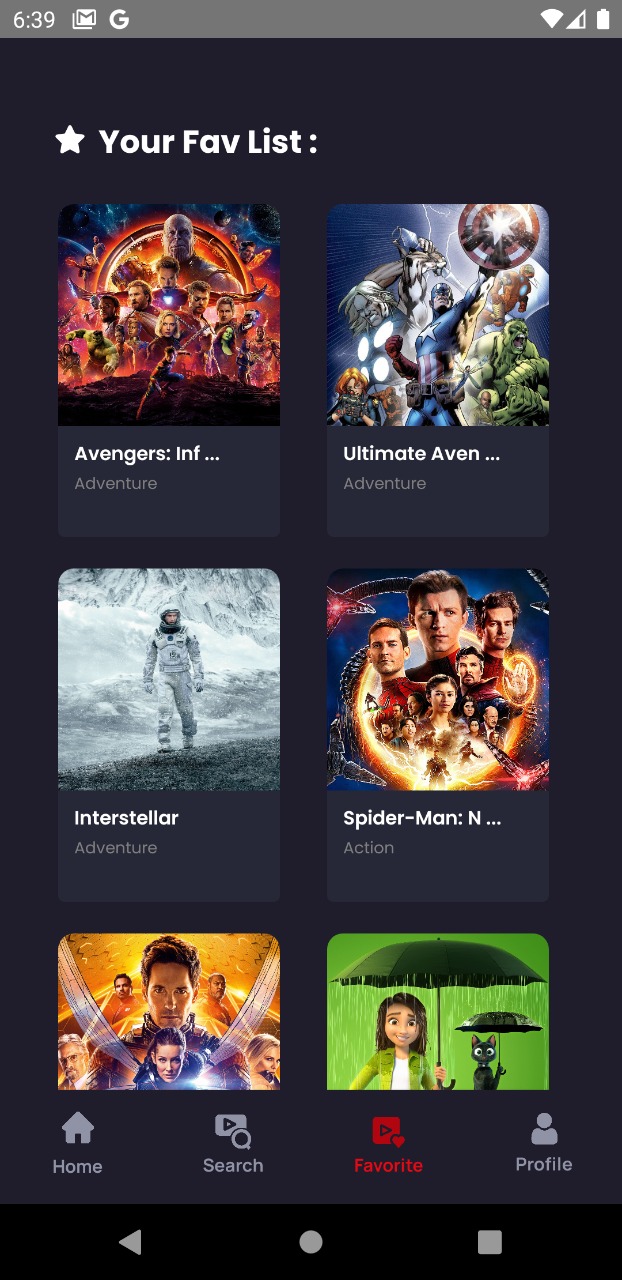 6:39
Your Fav List :
Avengers: Inf ...
Adventure
Ultimate Aven ...
Adventure
Interstellar
Adventure
Spider-Man: N ...
Action
Home
Search
Favorite
Profile